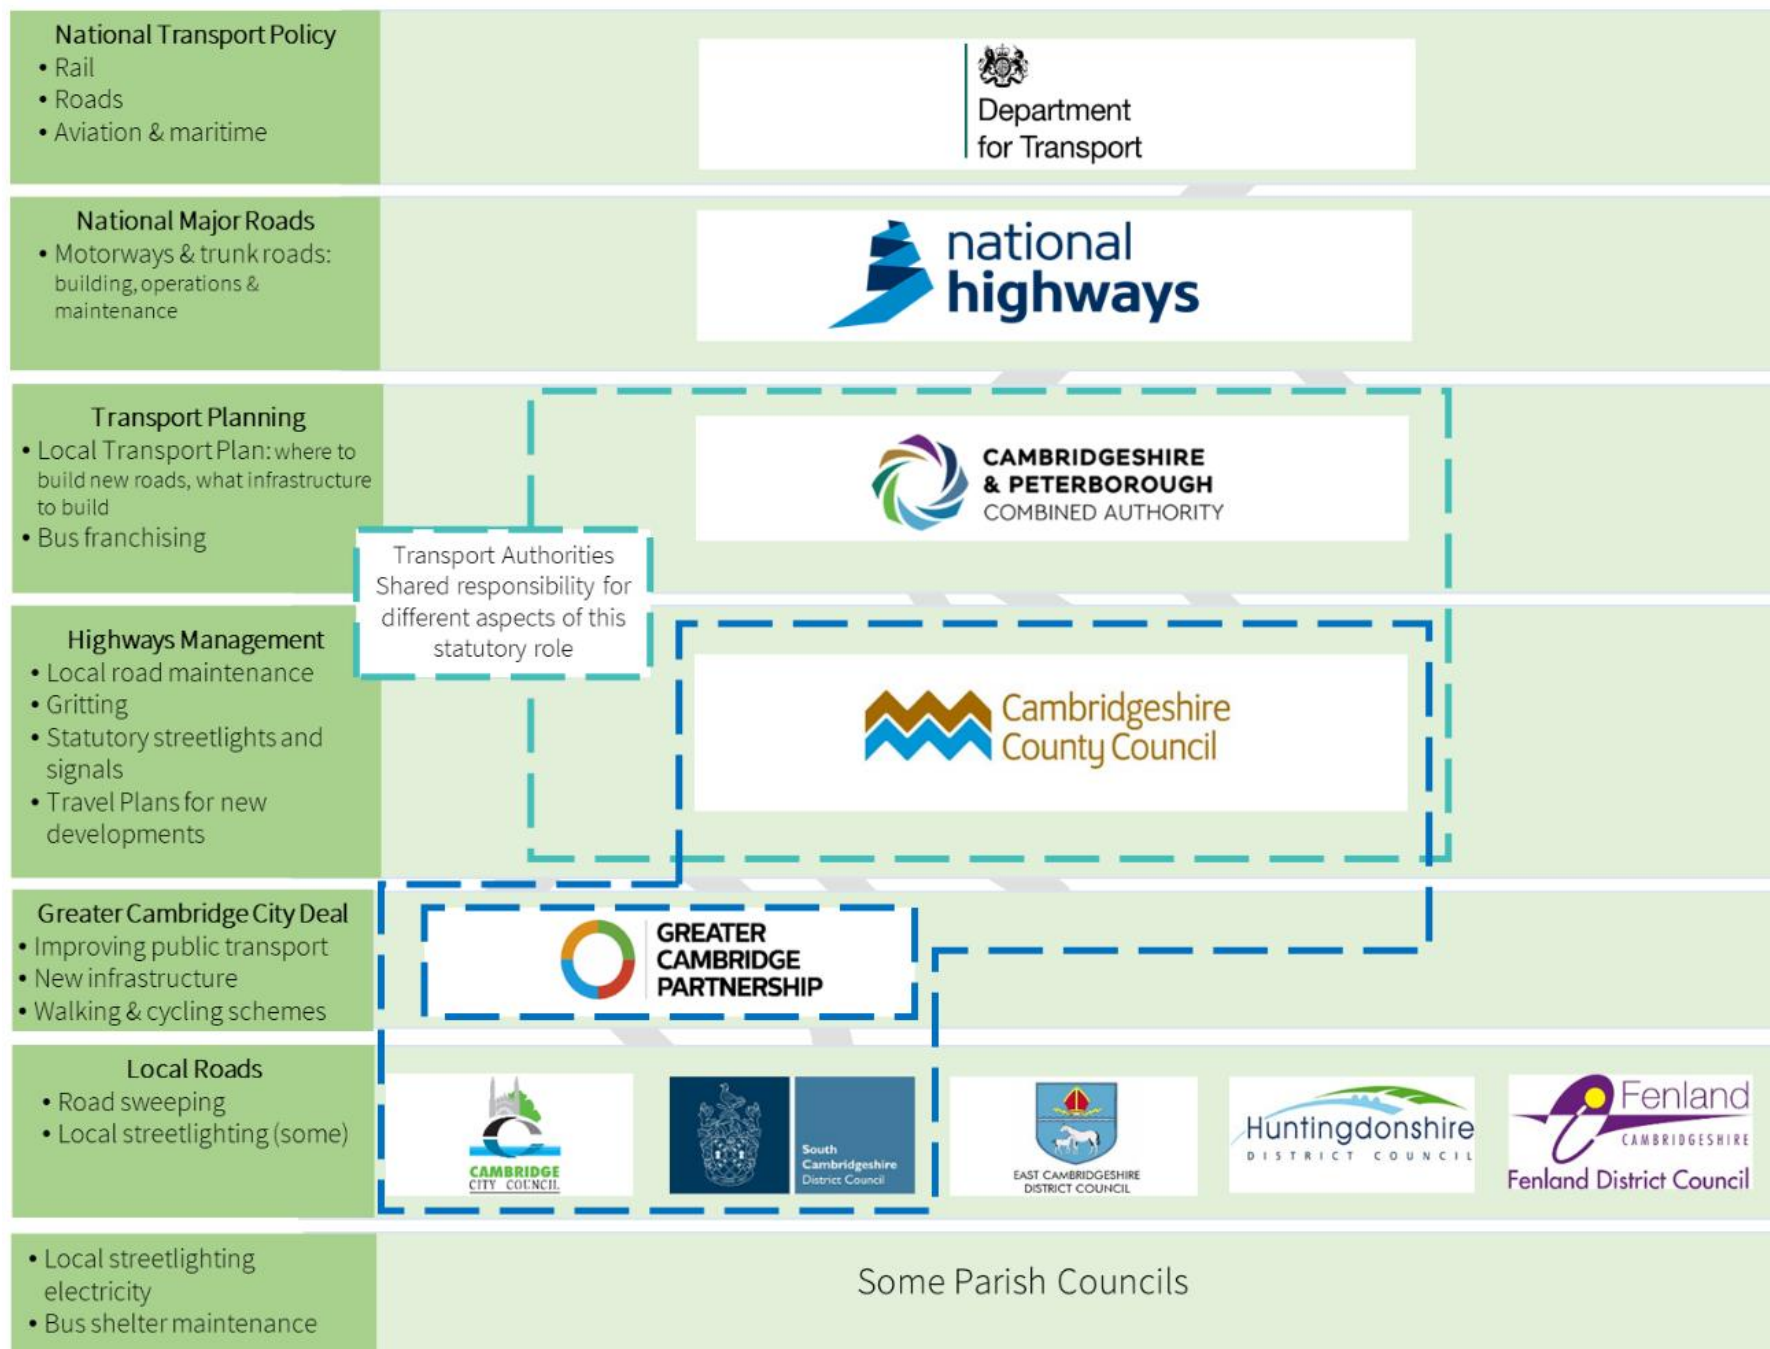 National Transport Policy
• Rail
• Roads
• Aviation & maritime
Department
for Transport
National Major Roads
• Motorways & trunk roads:
building, operations &
maintenance
national
highways
Transport Planning
• Local Transport Plan: where to
build new roads, what infrastructure
to build
• Bus franchising
CAMBRIDGESHIRE
& PETERBOROUGH
COMBINED AUTHORITY
Transport Authorities
Shared responsibility for
different aspects of this
statutory role
Highways Management
• Local road maintenance
• Gritting
• Statutory streetlights and
signals
• Travel Plans for new
developments
Cambridgeshire
County Council
Greater Cambridge City Deal
• Improving public transport
• New infrastructure
• Walking & cycling schemes
GREATER
CAMBRIDGE
PARTNERSHIP
Local Roads
• Road sweeping
• Local streetlighting (some)
CAMBRIDGE
CITY COUNCIL
South
Cambridgeshire
District Council
EAST CAMBRIDGESHIRE
DISTRICT COUNCIL
Huntingdonshire
DISTRICT COUNCIL
Fenland
CAMBRIDGESHIRE
Fenland District Council
• Local streetlighting
electricity
• Bus shelter maintenance
Some Parish Councils